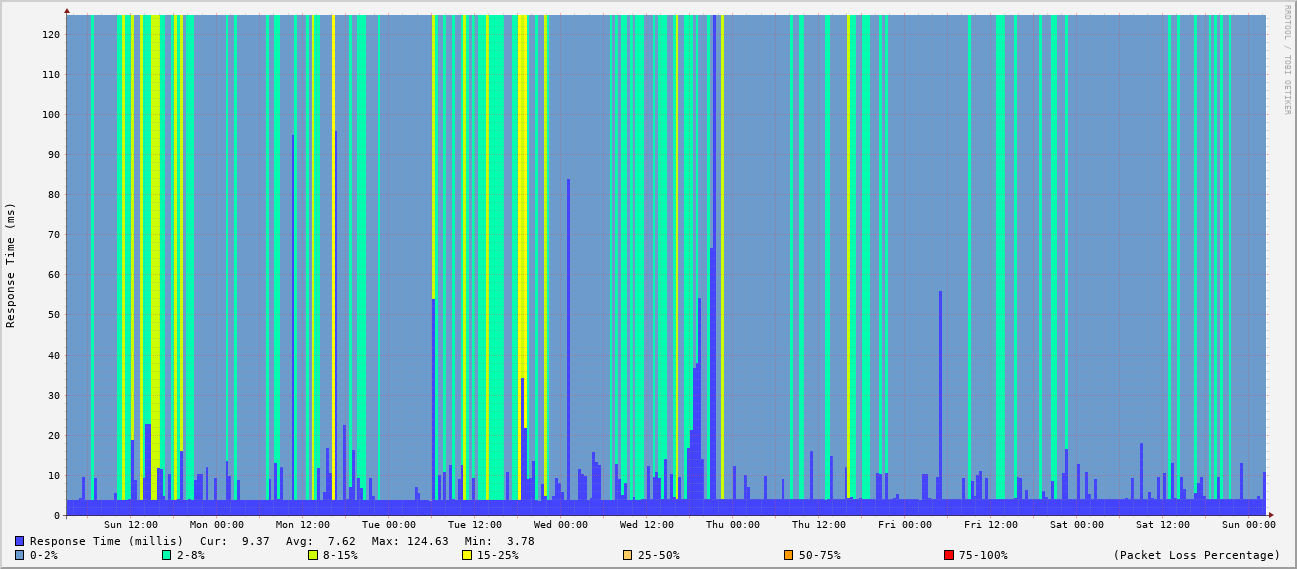 RRDTOOL / TOBI OETIKER
Response Time (ms)
120
110
100
90
80
70
60
50
40
30
20
10
0
Sun 12:00 Mon 00:00 Mon 12:00 Tue 00:00 Tue 12:00 Wed 00:00 Wed 12:00 Thu 00:00 Thu 12:00 Fri 00:00 Fri 12:00 Sat 00:00 Sat 12:00 Sun 00:00
Response Time (millis) Cur: 9.37 Avg: 7.62 Max: 124.63 Min: 3.78
0-2% 2-8% 8-15% 15-25% 25-50% 50-75% 75-100% (Packet Loss Percentage)